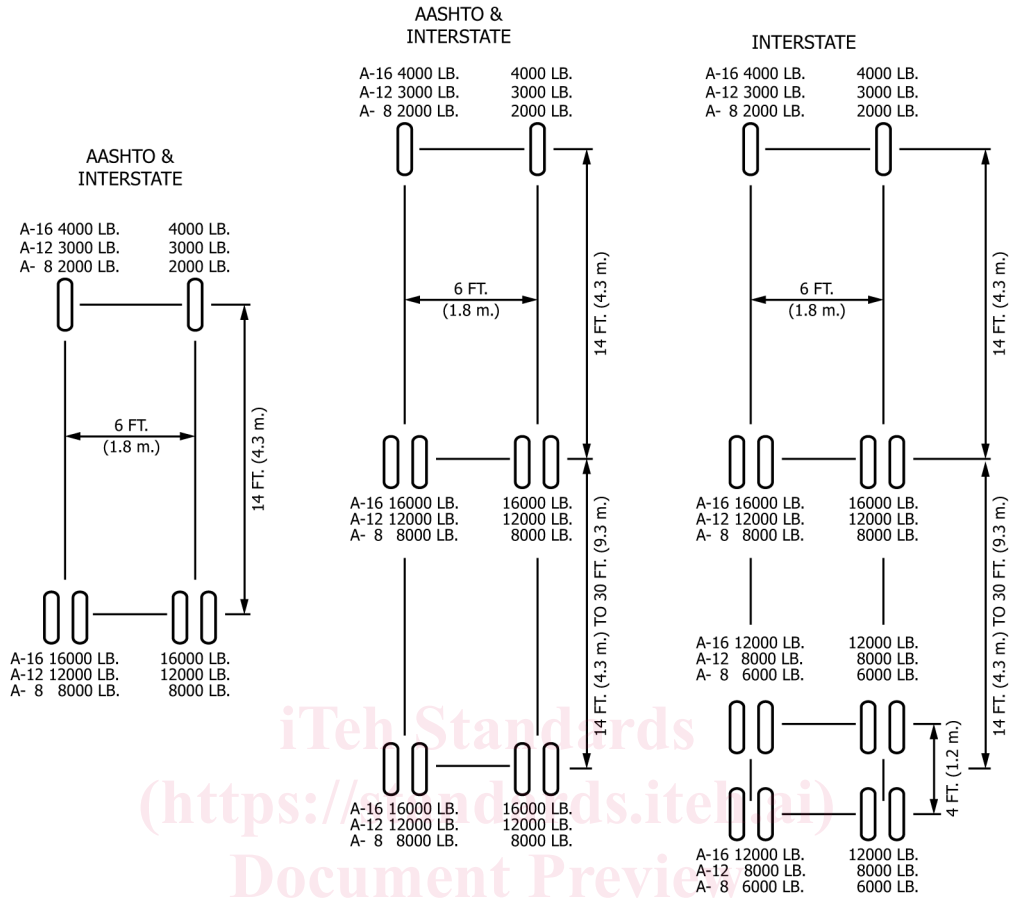 AASHTO &
INTERSTATE
A-16 4000 LB. 4000 LB.
A-12 3000 LB. 3000 LB.
A- 8 2000 LB. 2000 LB.
6 FT.
(1.8 m.)
14 FT. (4.3 m.)
A-16 16000 LB. 16000 LB.
A-12 12000 LB. 12000 LB.
A- 8 8000 LB. 8000 LB.
AASHTO &
INTERSTATE
A-16 4000 LB. 4000 LB.
A-12 3000 LB. 3000 LB.
A- 8 2000 LB. 2000 LB.
6 FT.
(1.8 m.)
14 FT. (4.3 m.)
A-16 16000 LB. 16000 LB.
A-12 12000 LB. 12000 LB.
A- 8 8000 LB. 8000 LB.
14 FT. (4.3 m.) TO 30 FT. (9.3 m.)
A-16 16000 LB. 16000 LB.
A-12 12000 LB. 12000 LB.
A- 8 8000 LB. 8000 LB.
INTERSTATE
A-16 4000 LB. 4000 LB.
A-12 3000 LB. 3000 LB.
A- 8 2000 LB. 2000 LB.
6 FT.
(1.8 m.)
14 FT. (4.3 m.)
A-16 16000 LB. 16000 LB.
A-12 12000 LB. 12000 LB.
A- 8 8000 LB. 8000 LB.
14 FT. (4.3 m.) TO 30 FT. (9.3 m.)
A-16 12000 LB. 12000 LB.
A-12 8000 LB. 8000 LB.
A- 8 6000 LB. 6000 LB.
4 FT. (1.2 m.)
A-16 12000 LB. 12000 LB.
A-12 8000 LB. 8000 LB.
A- 8 6000 LB. 6000 LB.
iTeh Standards
(https://standards.iteh.ai)
Document Preview